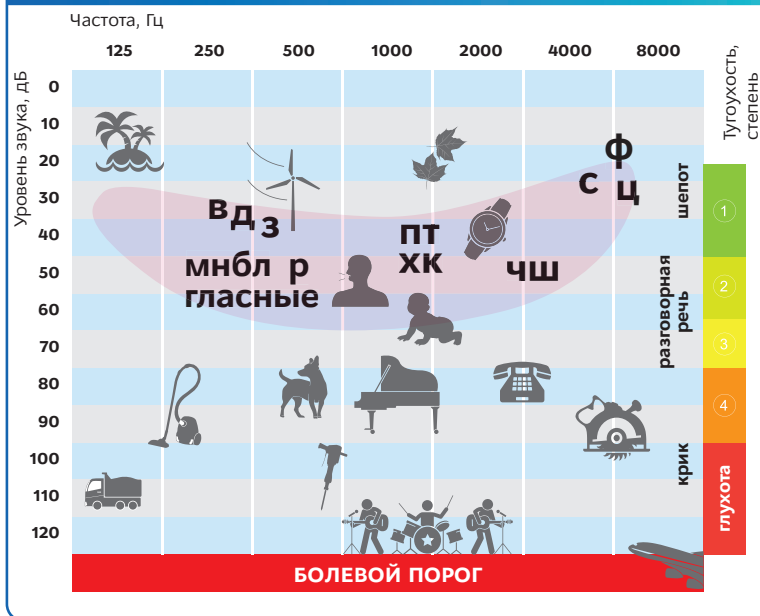 Частота, Гц
125 250 500 1000 2000 4000 8000
Уровень звука, дБ
Тугоухость, степень
0
10
20
30
40
50
60
70
80
90
100
110
120
ф
с ц
вд з
пт
хк
мнбл р
гласные
чш
шепот
разговорная
речь
крик
1
2
3
4
глухота
БОЛЕВОЙ ПОРОГ